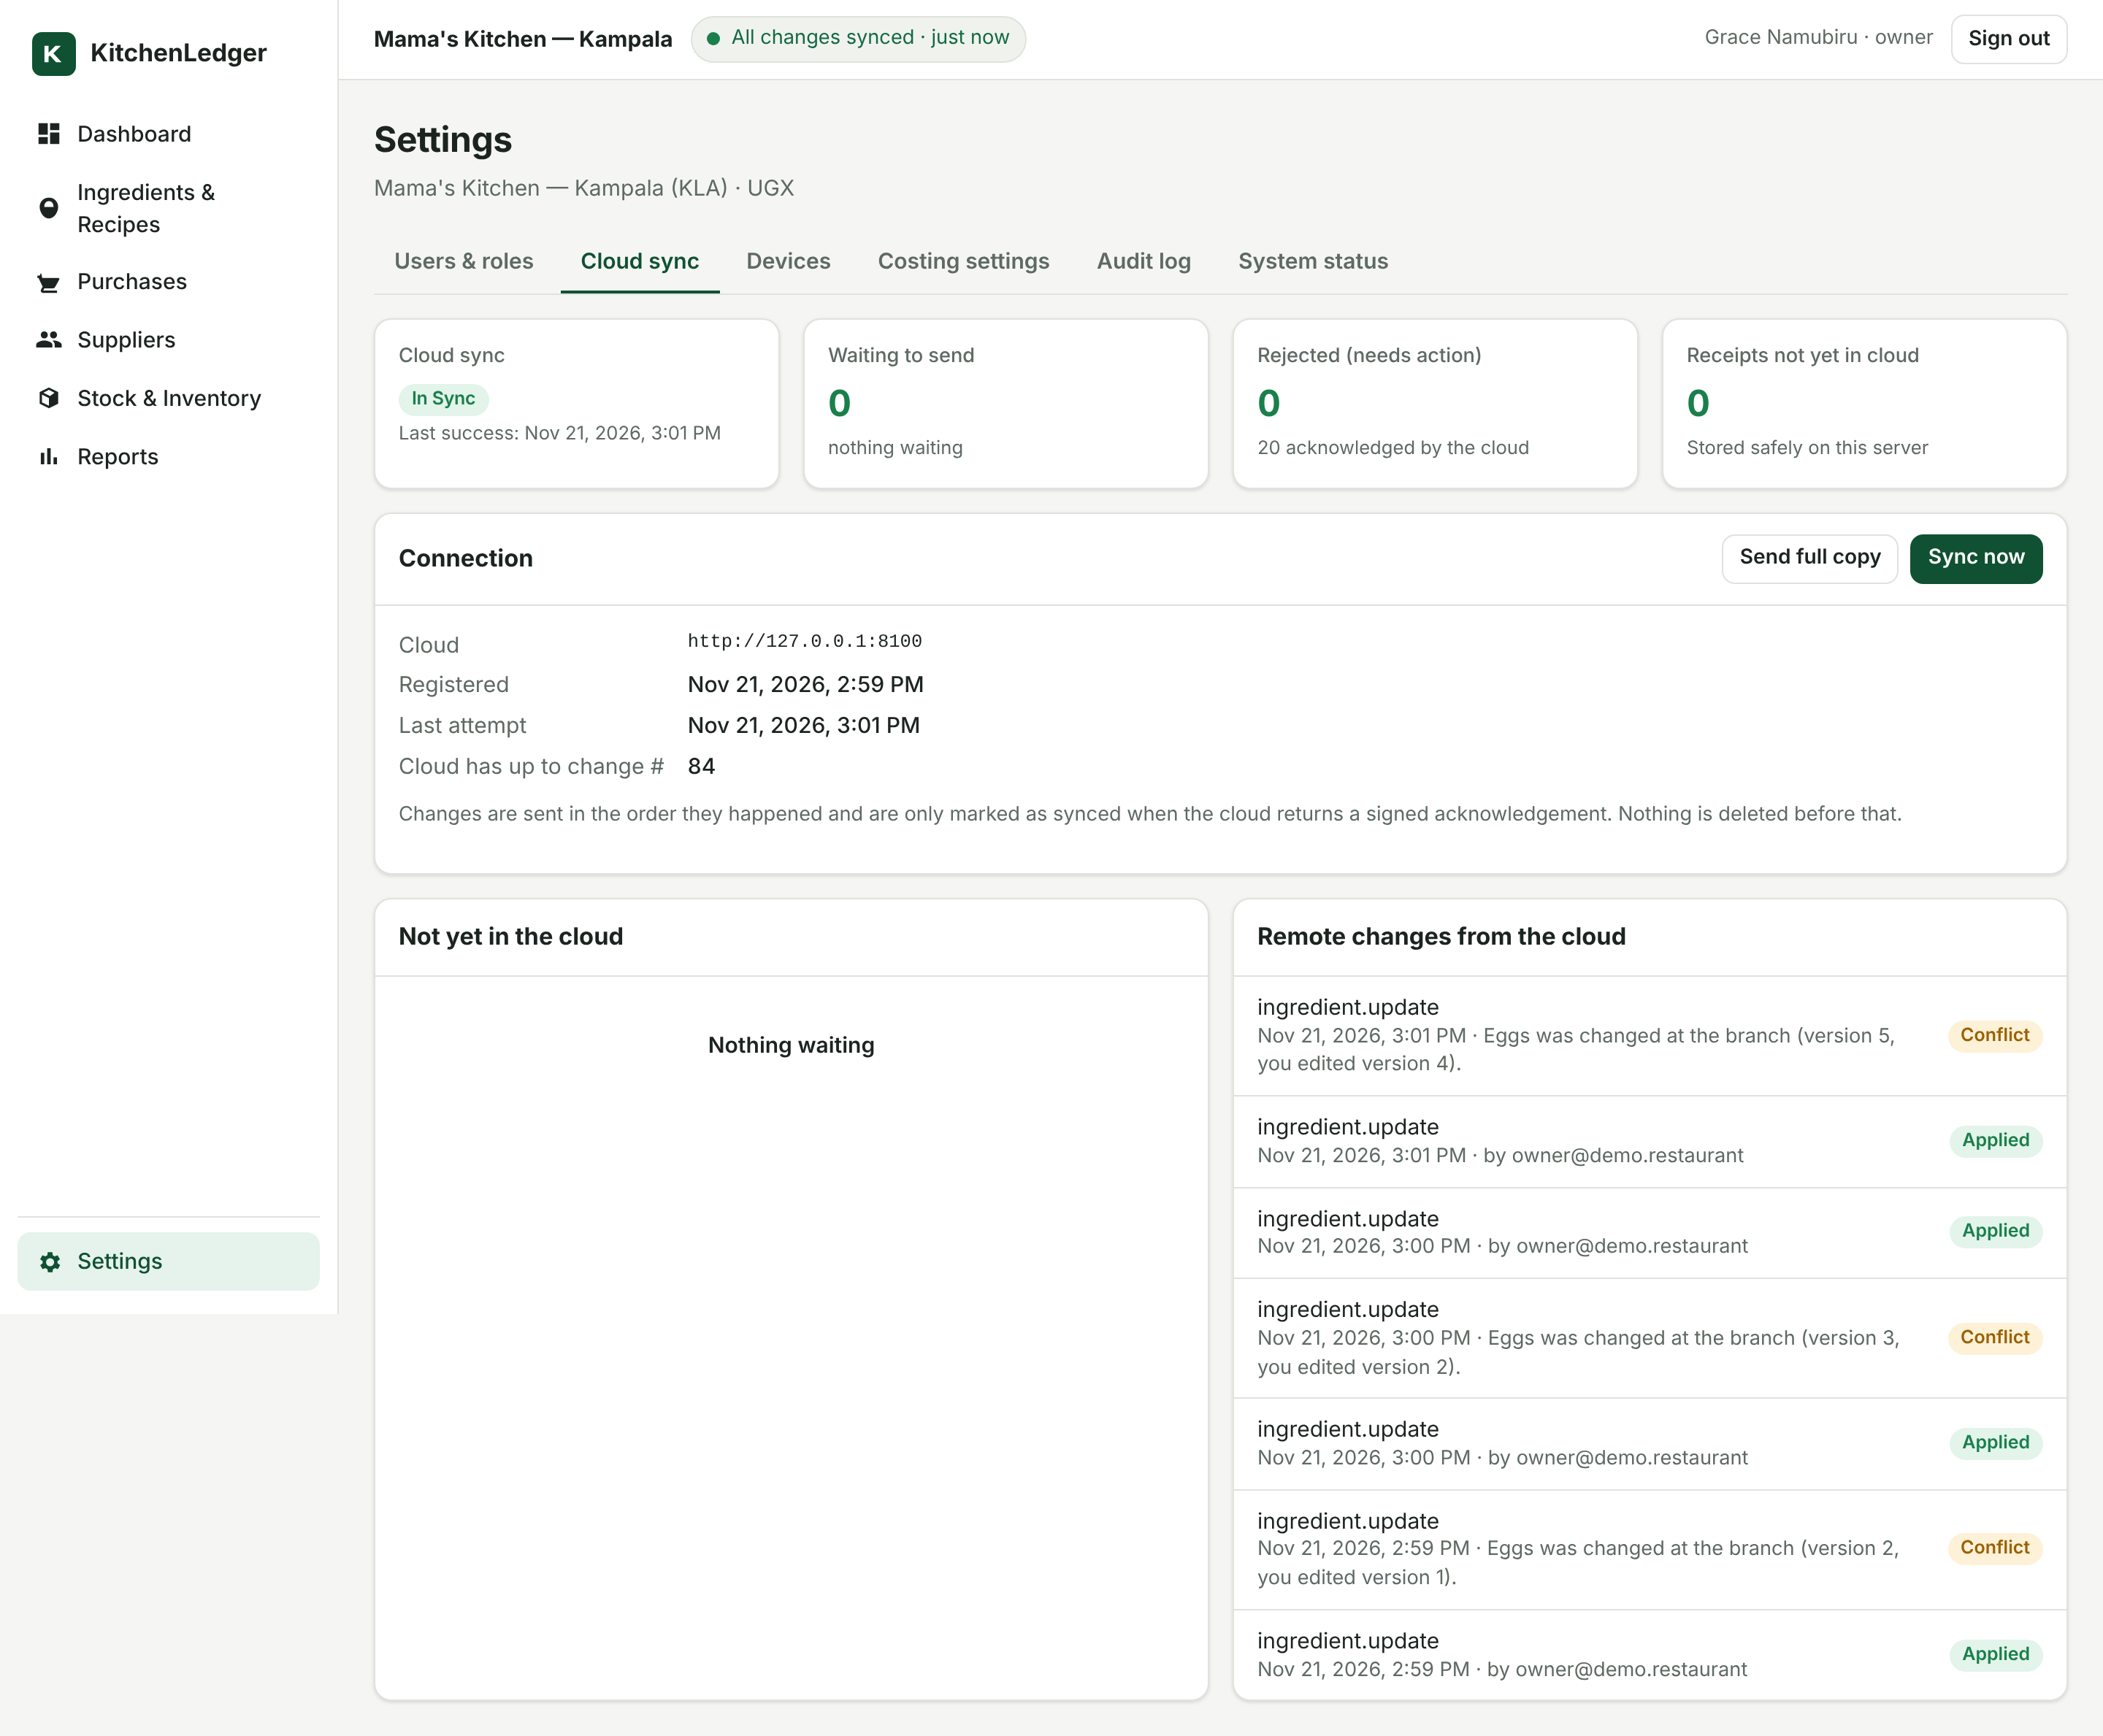 K KitchenLedger
Dashboard
Ingredients &
Recipes
Purchases
Suppliers
Stock & Inventory
Reports
Settings
Mama's Kitchen — Kampala
All changes synced · just now
Grace Namubiru · owner
Sign out
Settings
Mama's Kitchen — Kampala (KLA) · UGX
Users & roles
Cloud sync
Devices
Costing settings
Audit log
System status
Cloud sync
In Sync
Last success: Nov 21, 2026, 3:01 PM
Waiting to send
0
nothing waiting
Rejected (needs action)
0
20 acknowledged by the cloud
Receipts not yet in cloud
0
Stored safely on this server
Connection
Send full copy
Sync now
Cloud http://127.0.0.1:8100
Registered Nov 21, 2026, 2:59 PM
Last attempt Nov 21, 2026, 3:01 PM
Cloud has up to change # 84
Changes are sent in the order they happened and are only marked as synced when the cloud returns a signed acknowledgement. Nothing is deleted before that.
Not yet in the cloud
Nothing waiting
Remote changes from the cloud
ingredient.update
Nov 21, 2026, 3:01 PM · Eggs was changed at the branch (version 5,
you edited version 4).
Conflict
ingredient.update
Nov 21, 2026, 3:01 PM · by owner@demo.restaurant
Applied
ingredient.update
Nov 21, 2026, 3:00 PM · by owner@demo.restaurant
Applied
ingredient.update
Nov 21, 2026, 3:00 PM · Eggs was changed at the branch (version 3,
you edited version 2).
Conflict
ingredient.update
Nov 21, 2026, 3:00 PM · by owner@demo.restaurant
Applied
ingredient.update
Nov 21, 2026, 2:59 PM · Eggs was changed at the branch (version 2,
you edited version 1).
Conflict
ingredient.update
Nov 21, 2026, 2:59 PM · by owner@demo.restaurant
Applied